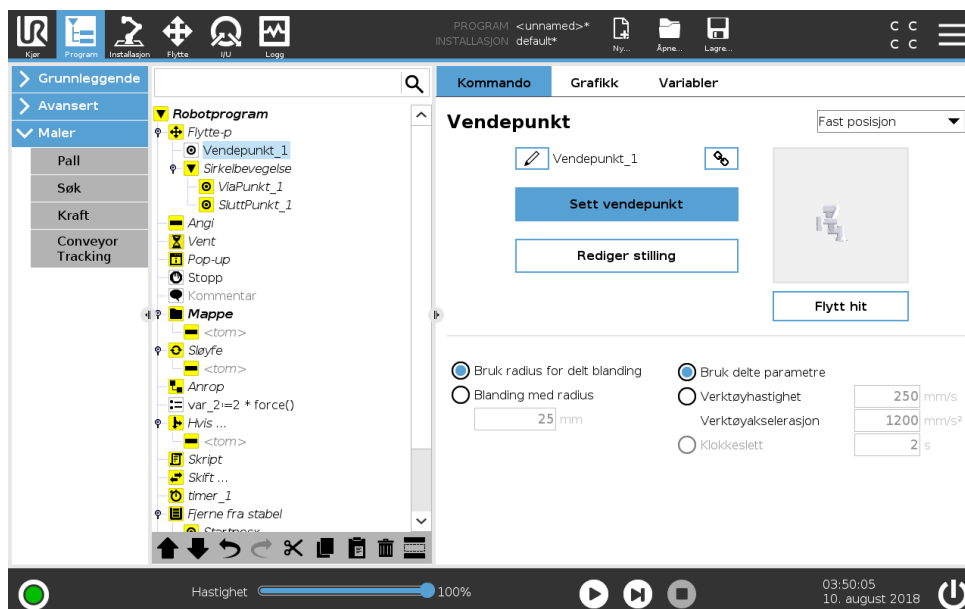 PROGRAM <unnamed>*
INSTALLASJON default*
C C
C C
Kjør Program Installasjon Flytte I/U Logg Ny... Åpne... Lagre...
Grunnleggende
Avansert
Maler
Pall
Søk
Kraft
Conveyor
Tracking
Robotprogram
Flytte-p
Vendepunkt_1
Sirkelbevegelse
ViaPunkt_1
SluttPunkt_1
Angi
Vent
Pop-up
Stopp
Kommentar
Mappe
<tom>
Sløyfe
<tom>
Anrop
var_2:=2 * force()
Hvis ...
<tom>
Skript
Skift ...
timer_1
Fjerne fra stabel
Kommando Grafikk Variabler
Vendepunkt
Fast posisjon
Vendepunkt_1
Sett vendepunkt
Rediger stilling
Flytt hit
Bruk radius for delt blanding
Blanding med radius
25 mm
Bruk delte parametre
Verktøyhastighet 250 mm/s
Verktøyakselerasjon 1200 mm/s²
Klokkeslett 2 s
Hastighet 100%
03:50:05
10. august 2018